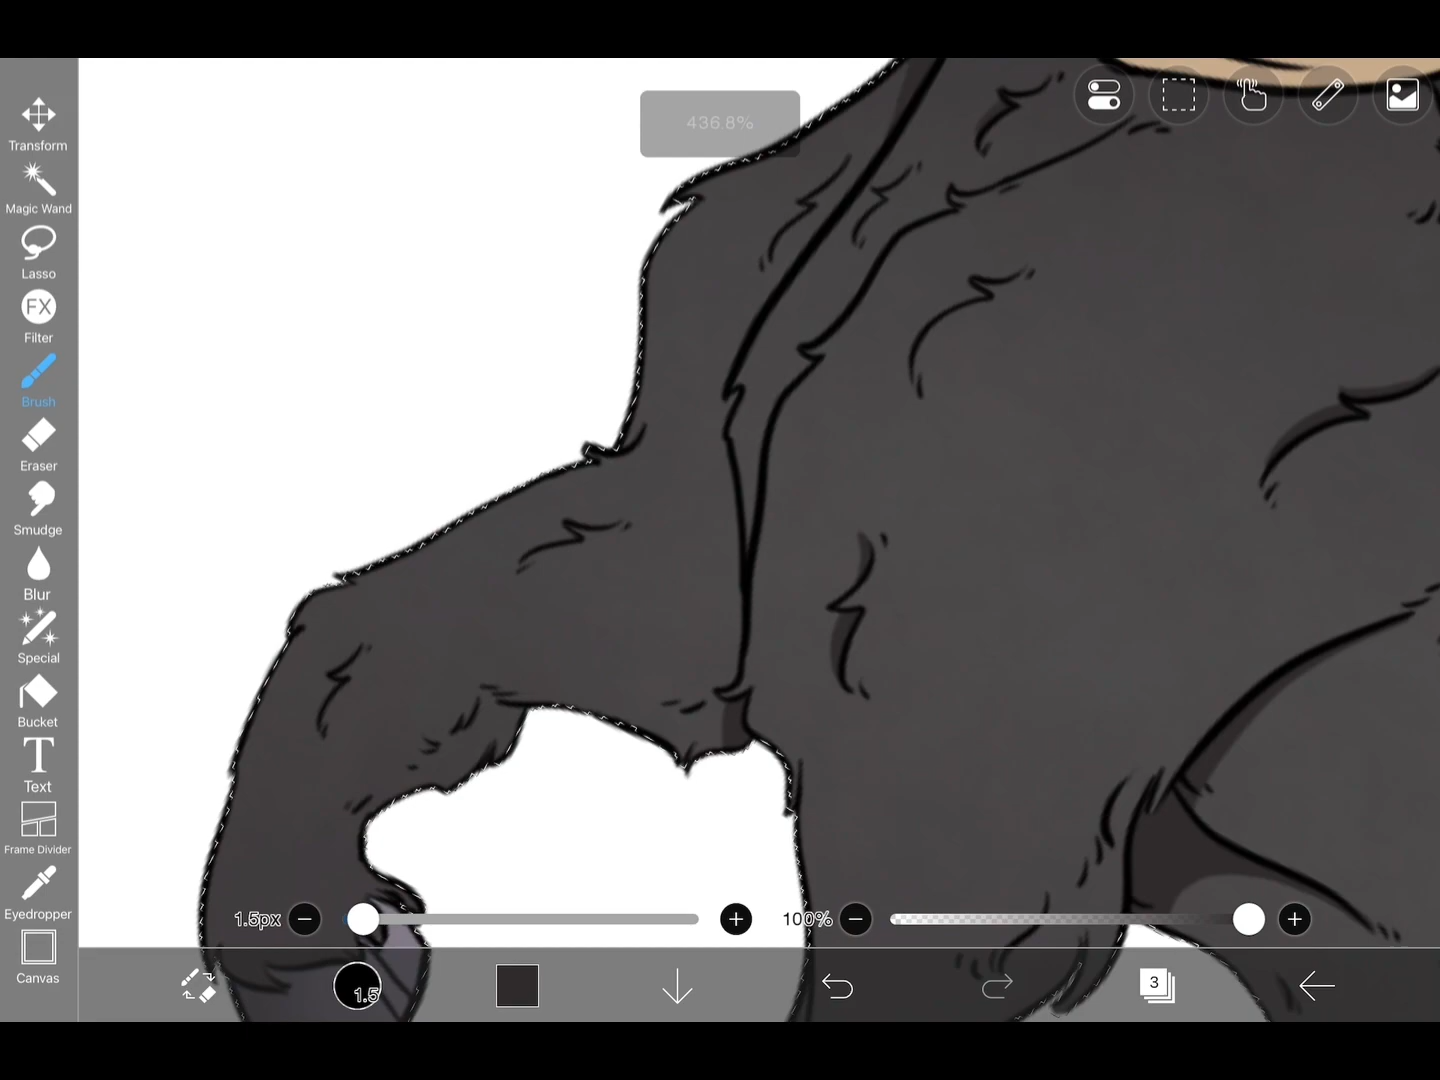 436.8%
Transform
Magic Wand
Lasso
FX
Filter
Brush
Eraser
Smudge
Blur
Special
Bucket
T
Text
Frame Divider
Eyedropper
Canvas
1.5px
100%
1.5
3